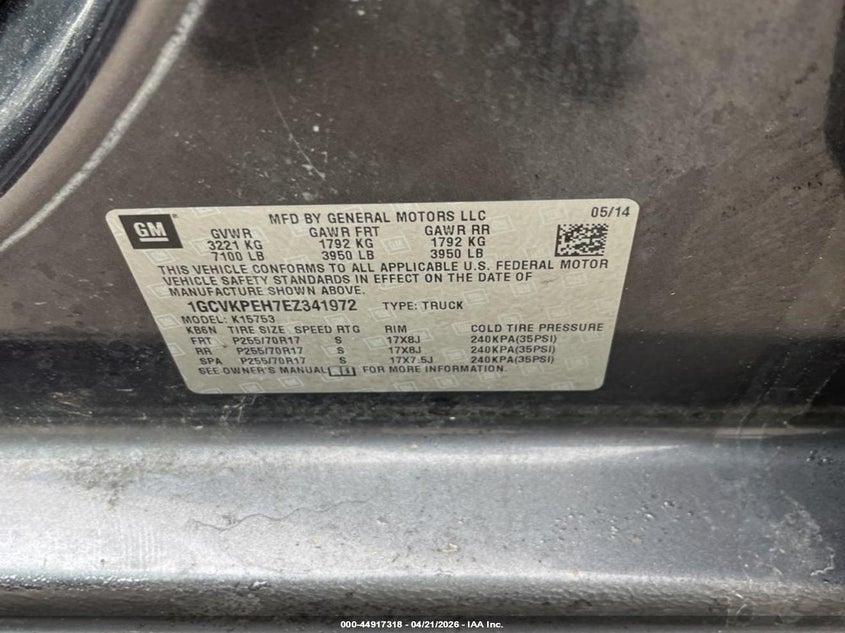 GM
MFD BY GENERAL MOTORS LLC 05/14
GVWR GAWR FRT GAWR RR
3221 KG 1792 KG 1792 KG
7100 LB 3950 LB 3950 LB
THIS VEHICLE CONFORMS TO ALL APPLICABLE U.S. FEDERAL MOTOR
VEHICLE SAFETY STANDARDS IN EFFECT ON THE DATE OF
MANUFACTURE SHOWN ABOVE.
1GCVKPEH7EZ341972 TYPE: TRUCK
MODEL: K15753
KB6N TIRE SIZE SPEED RTG RIM COLD TIRE PRESSURE
FRT P255/70R17 S 17X8J 240KPA(35PSI)
RR P255/70R17 S 17X8J 240KPA(35PSI)
SPA P255/70R17 S 17X7.5J 240KPA(35PSI)
SEE OWNER'S MANUAL FOR MORE INFORMATION.
000-44917318 - 04/21/2026 - IAA Inc.